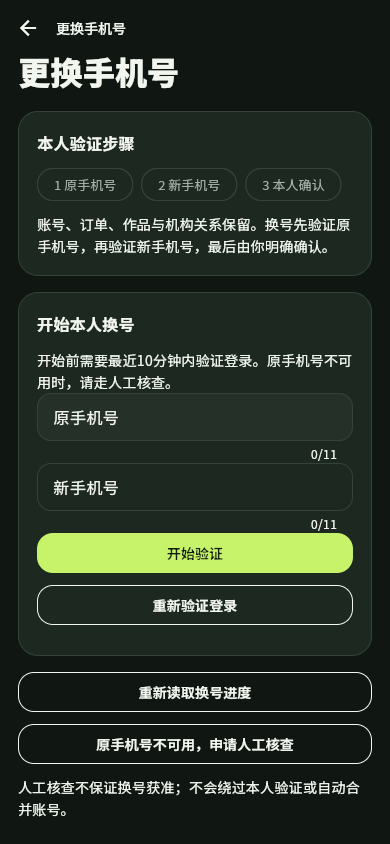 更换手机号
更换手机号
本人验证步骤
1 原手机号
2 新手机号
3 本人确认
账号、订单、作品与机构关系保留。换号先验证原
手机号，再验证新手机号，最后由你明确确认。
开始本人换号
开始前需要最近10分钟内验证登录。原手机号不可
用时，请走人工核查。
原手机号
0/11
新手机号
0/11
开始验证
重新验证登录
重新读取换号进度
原手机号不可用，申请人工核查
人工核查不保证换号获准；不会绕过本人验证或自动合
并账号。